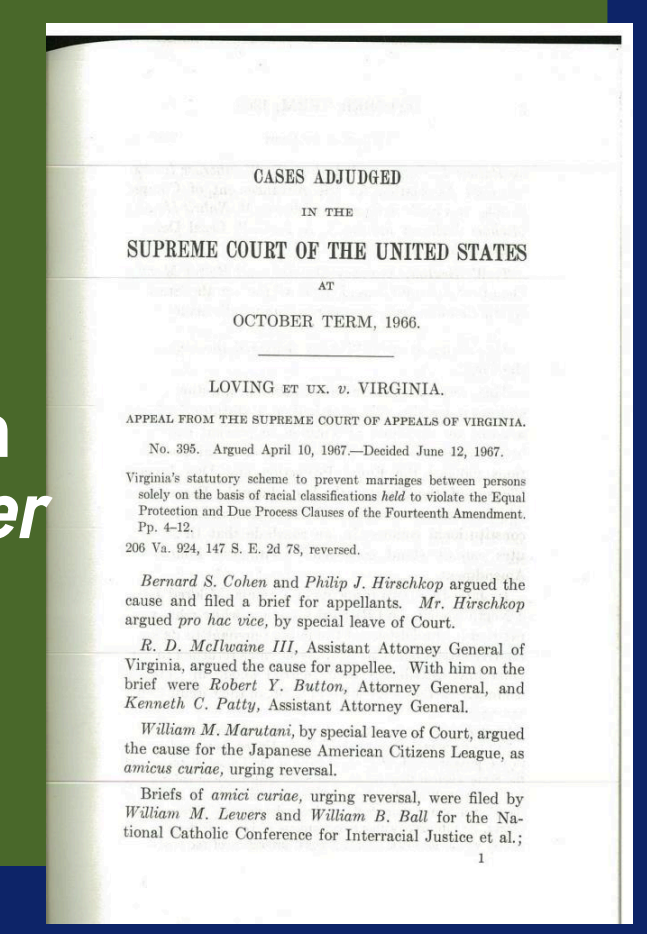 CASES ADJUDGED
IN THE
SUPREME COURT OF THE UNITED STATES
AT
OCTOBER TERM, 1966.
LOVING ET UX. v. VIRGINIA.
APPEAL FROM THE SUPREME COURT OF APPEALS OF VIRGINIA.
No. 395. Argued April 10, 1967.—Decided June 12, 1967.
Virginia's statutory scheme to prevent marriages between persons
solely on the basis of racial classifications held to violate the Equal
Protection and Due Process Clauses of the Fourteenth Amendment.
Pp. 4–12.
206 Va. 924, 147 S. E. 2d 78, reversed.
Bernard S. Cohen and Philip J. Hirschkop argued the
cause and filed a brief for appellants. Mr. Hirschkop
argued pro hac vice, by special leave of Court.
R. D. McIlwaine III, Assistant Attorney General of
Virginia, argued the cause for appellee. With him on the
brief were Robert Y. Button, Attorney General, and
Kenneth C. Patty, Assistant Attorney General.
William M. Marutani, by special leave of Court, argued
the cause for the Japanese American Citizens League, as
amicus curiae, urging reversal.
Briefs of amici curiae, urging reversal, were filed by
William M. Lewers and William B. Ball for the Na-
tional Catholic Conference for Interracial Justice et al.;
1
er